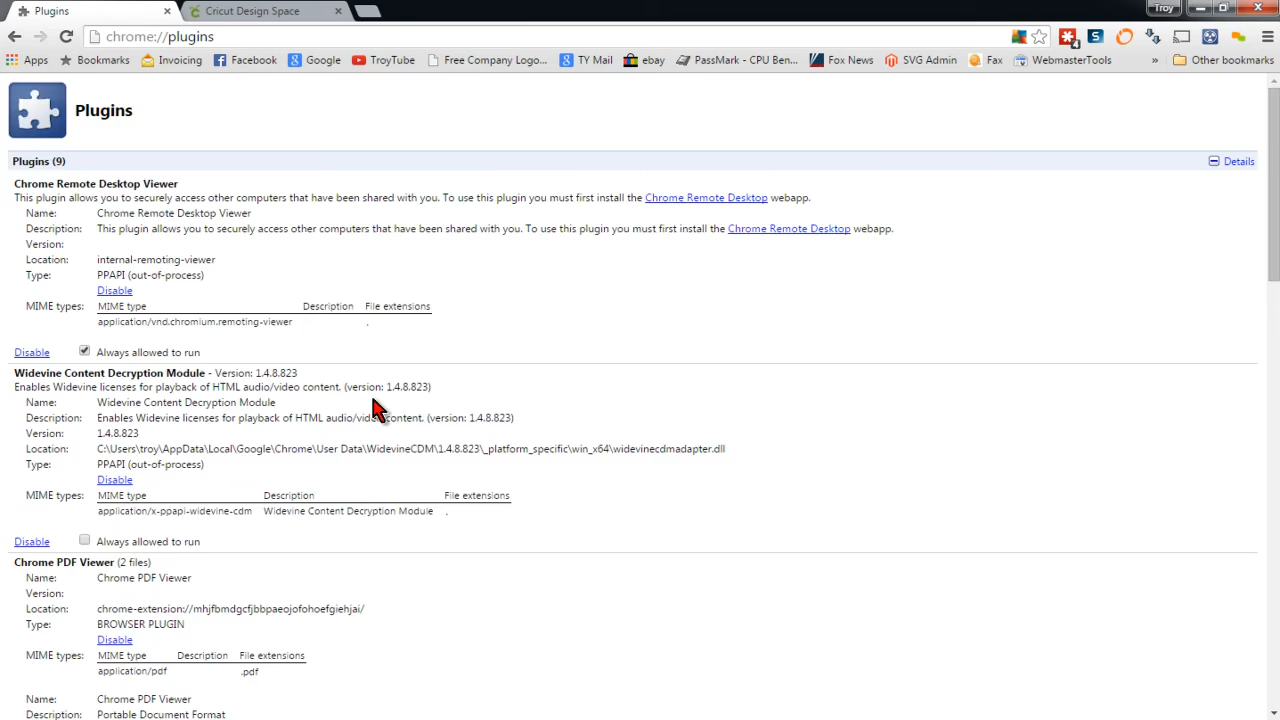 Plugins
Cricut Design Space
Troy
chrome://plugins
4
Apps Bookmarks Invoicing Facebook Google TroyTube Free Company Logo... TY Mail ebay PassMark - CPU Ben... Fox News SVG Admin Fax WebmasterTools » Other bookmarks
Plugins
Plugins (9)
Details
Chrome Remote Desktop Viewer
This plugin allows you to securely access other computers that have been shared with you. To use this plugin you must first install the Chrome Remote Desktop webapp.
Name: Chrome Remote Desktop Viewer
Description: This plugin allows you to securely access other computers that have been shared with you. To use this plugin you must first install the Chrome Remote Desktop webapp.
Version:
Location: internal-remoting-viewer
Type: PPAPI (out-of-process)
Disable
MIME types: MIME type Description File extensions
application/vnd.chromium.remoting-viewer .
Disable Always allowed to run
Widevine Content Decryption Module - Version: 1.4.8.823
Enables Widevine licenses for playback of HTML audio/video content. (version: 1.4.8.823)
Name: Widevine Content Decryption Module
Description: Enables Widevine licenses for playback of HTML audio/video content. (version: 1.4.8.823)
Version: 1.4.8.823
Location: C:\Users\troy\AppData\Local\Google\Chrome\User Data\WidevineCDM\1.4.8.823\_platform_specific\win_x64\widevinecdmadapter.dll
Type: PPAPI (out-of-process)
Disable
MIME types: MIME type Description File extensions
application/x-ppapi-widevine-cdm Widevine Content Decryption Module .
Disable Always allowed to run
Chrome PDF Viewer (2 files)
Name: Chrome PDF Viewer
Version:
Location: chrome-extension://mhjfbmdgcfjbbpaeojofohoefgiehjai/
Type: BROWSER PLUGIN
Disable
MIME types: MIME type Description File extensions
application/pdf .pdf
Name: Chrome PDF Viewer
Description: Portable Document Format